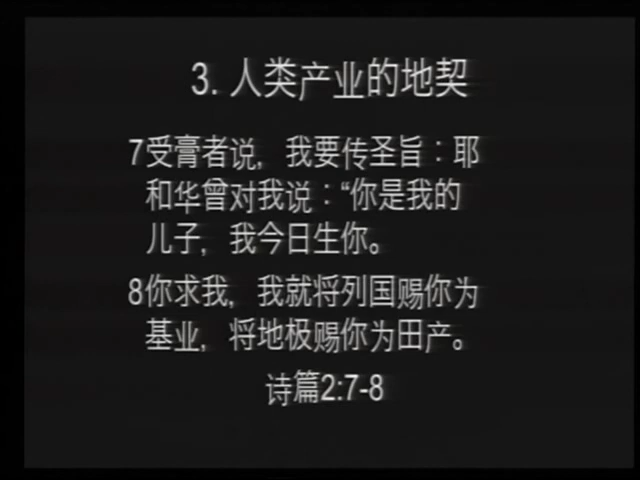 3. 人类产业的地契
7受膏者说，我要传圣旨：耶
和华曾对我说：“你是我的
儿子，我今日生你。
8你求我，我就将列国赐你为
基业，将地极赐你为田产。
诗篇2:7-8